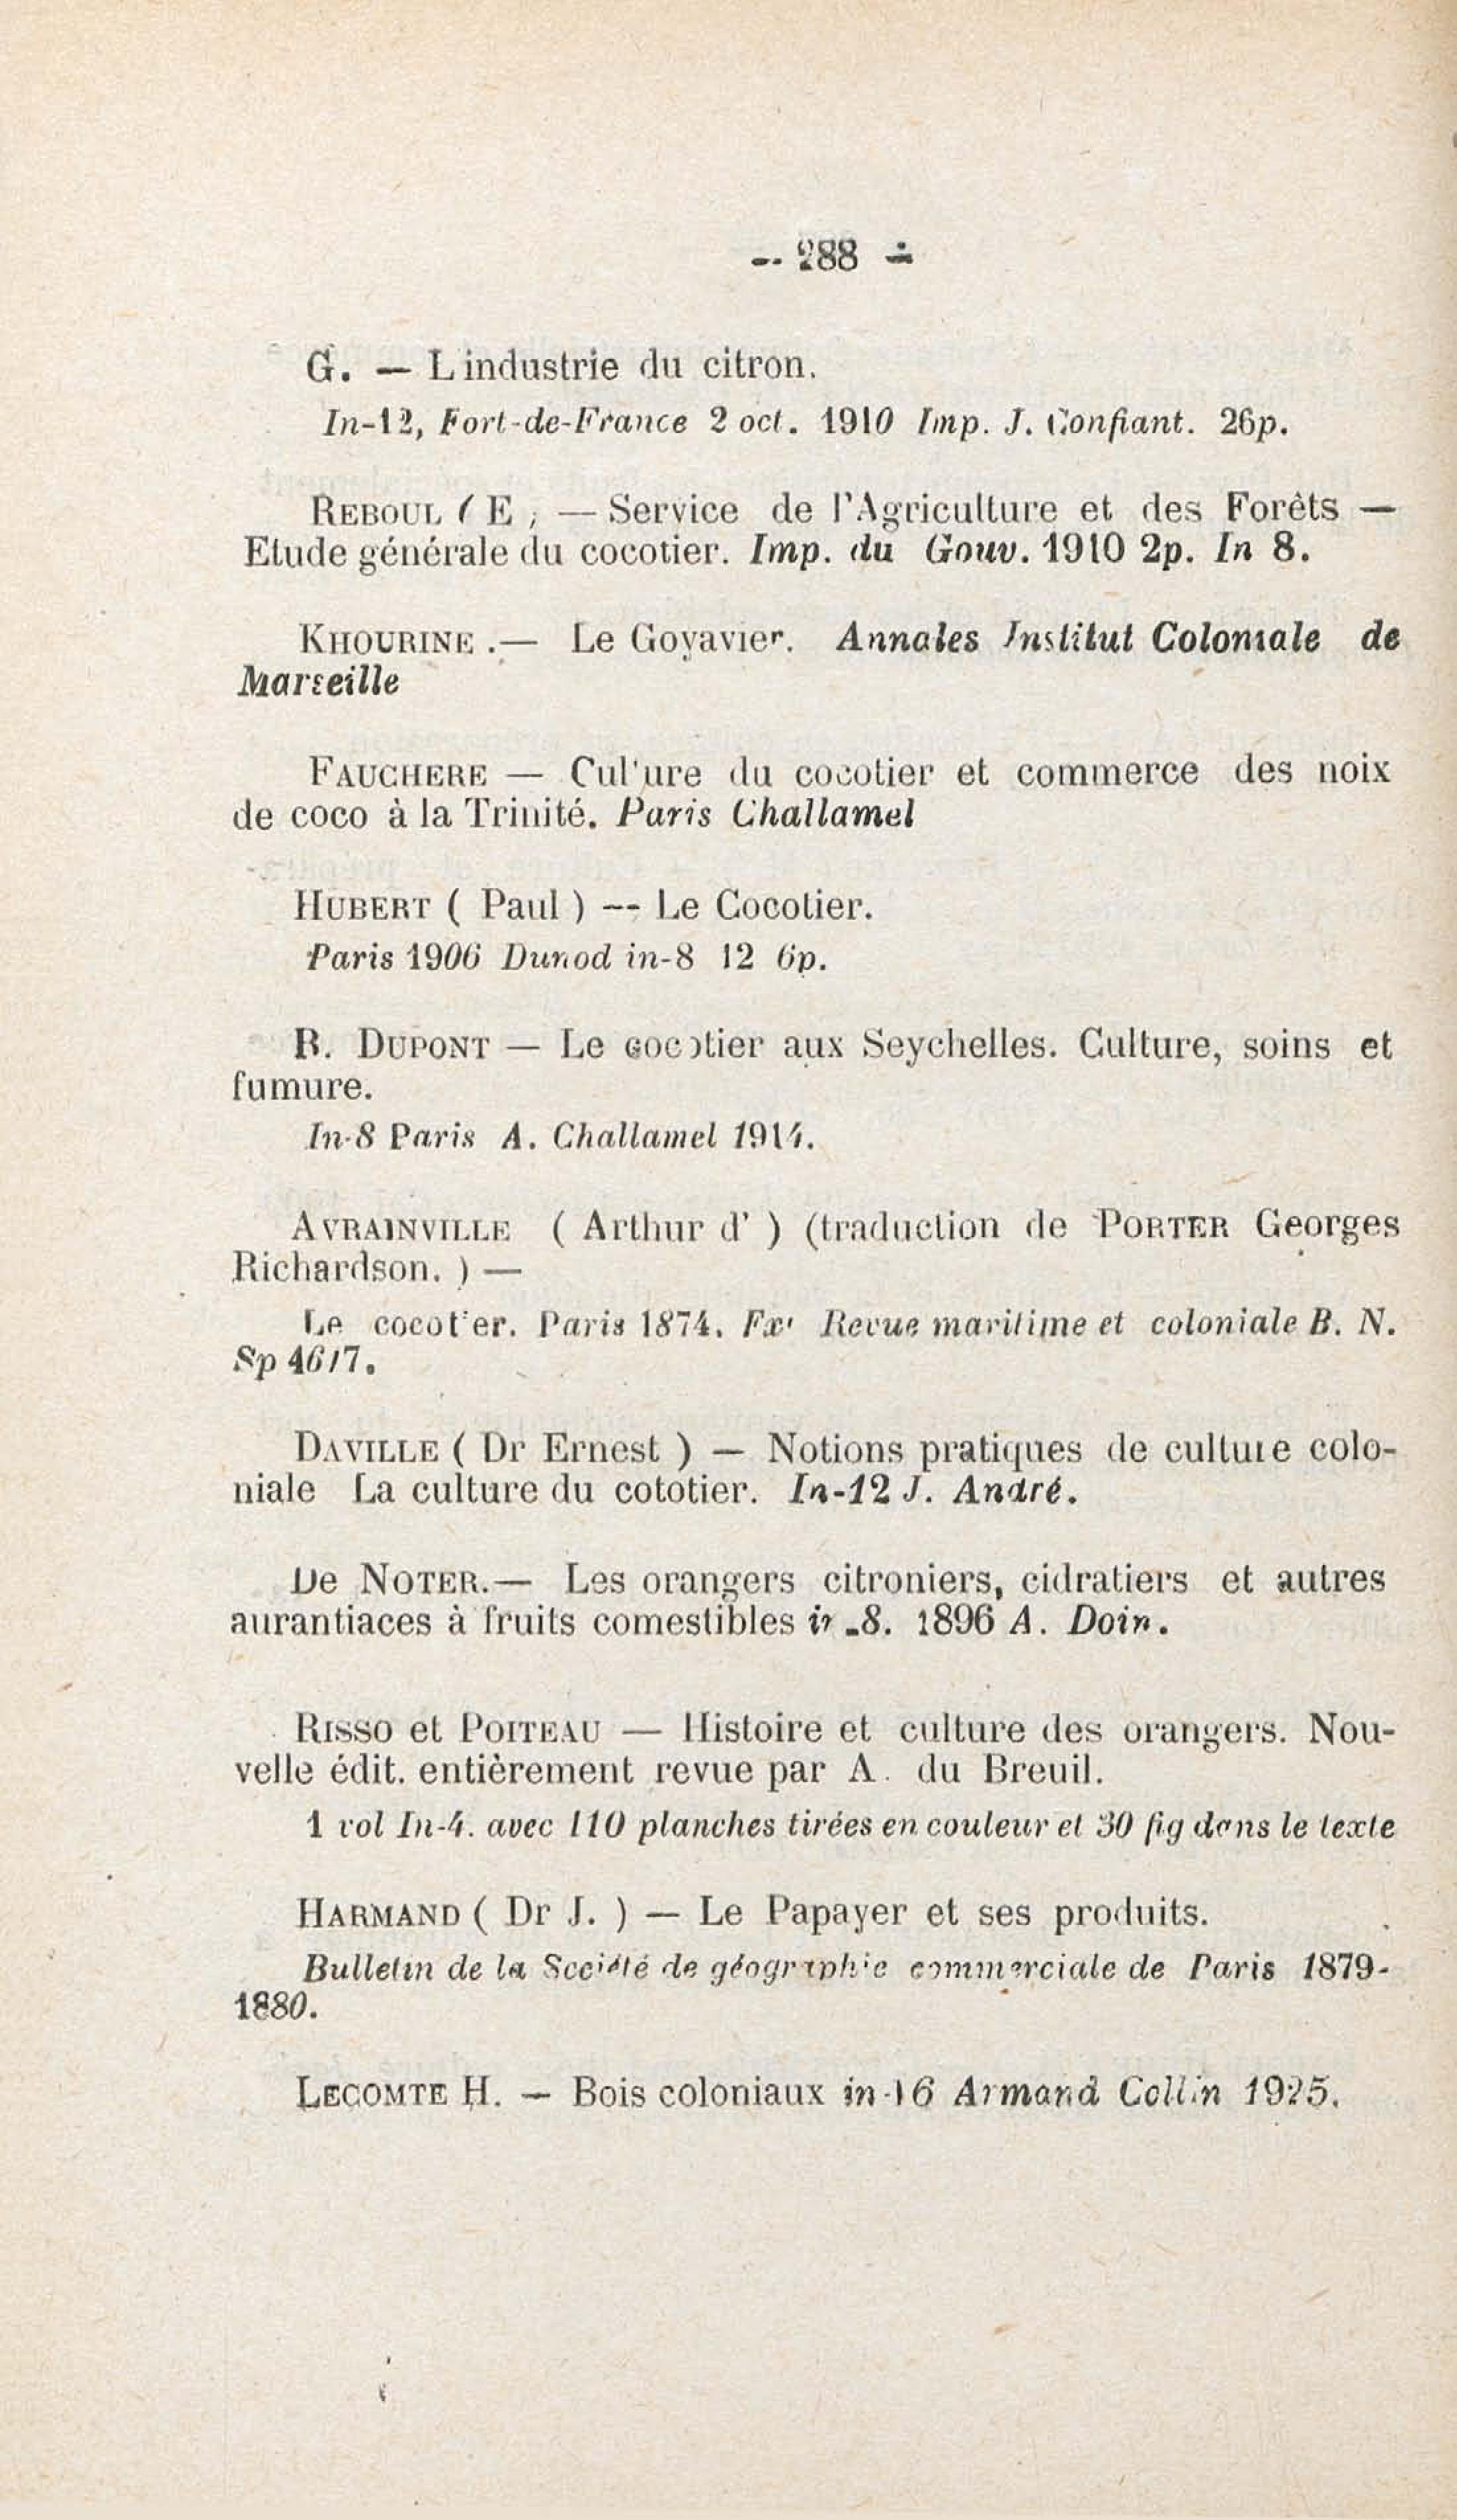 -- 288 --
G. — L'industrie du citron.
In-12, Fort-de-France 2 oct. 1910 Imp. J. Confiant. 26p.
REBOUL ( E ; — Service de l'Agriculture et des Forêts —
Etude générale du cocotier. Imp. du Gouv. 1910 2p. In 8.
KHOURINE .— Le Goyavier. Annales Institut Coloniale de
Marseille
FAUCHERE — Cul'ure du cocotier et commerce des noix
de coco à la Trinité. Paris Challamel
HUBERT ( Paul ) -- Le Cocotier.
Paris 1906 Dunod in-8 12 6p.
R. DUPONT — Le cocotier aux Seychelles. Culture, soins et
fumure.
In-8 Paris A. Challamel 1914.
AVRAINVILLE ( Arthur d' ) (traduction de PORTER Georges
Richardson. ) —
Le cocotier. Paris 1874. Ext Revue maritime et coloniale B. N.
Sp 4617.
DAVILLE ( Dr Ernest ) — Notions pratiques de culture colo-
niale La culture du cototier. In-12 J. André.
De NOTER.— Les orangers citroniers, cidratiers et autres
aurantiaces à fruits comestibles in-8. 1896 A. Doin.
RISSO et POITEAU — Histoire et culture des orangers. Nou-
velle édit. entièrement revue par A. du Breuil.
1 vol In-4. avec 110 planches tirées en couleur et 30 fig dans le texte
HARMAND ( Dr J. ) — Le Papayer et ses produits.
Bulletin de la Société de géographie commerciale de Paris 1879-
1880.
LECOMTE H. — Bois coloniaux in-16 Armand Collin 1925.